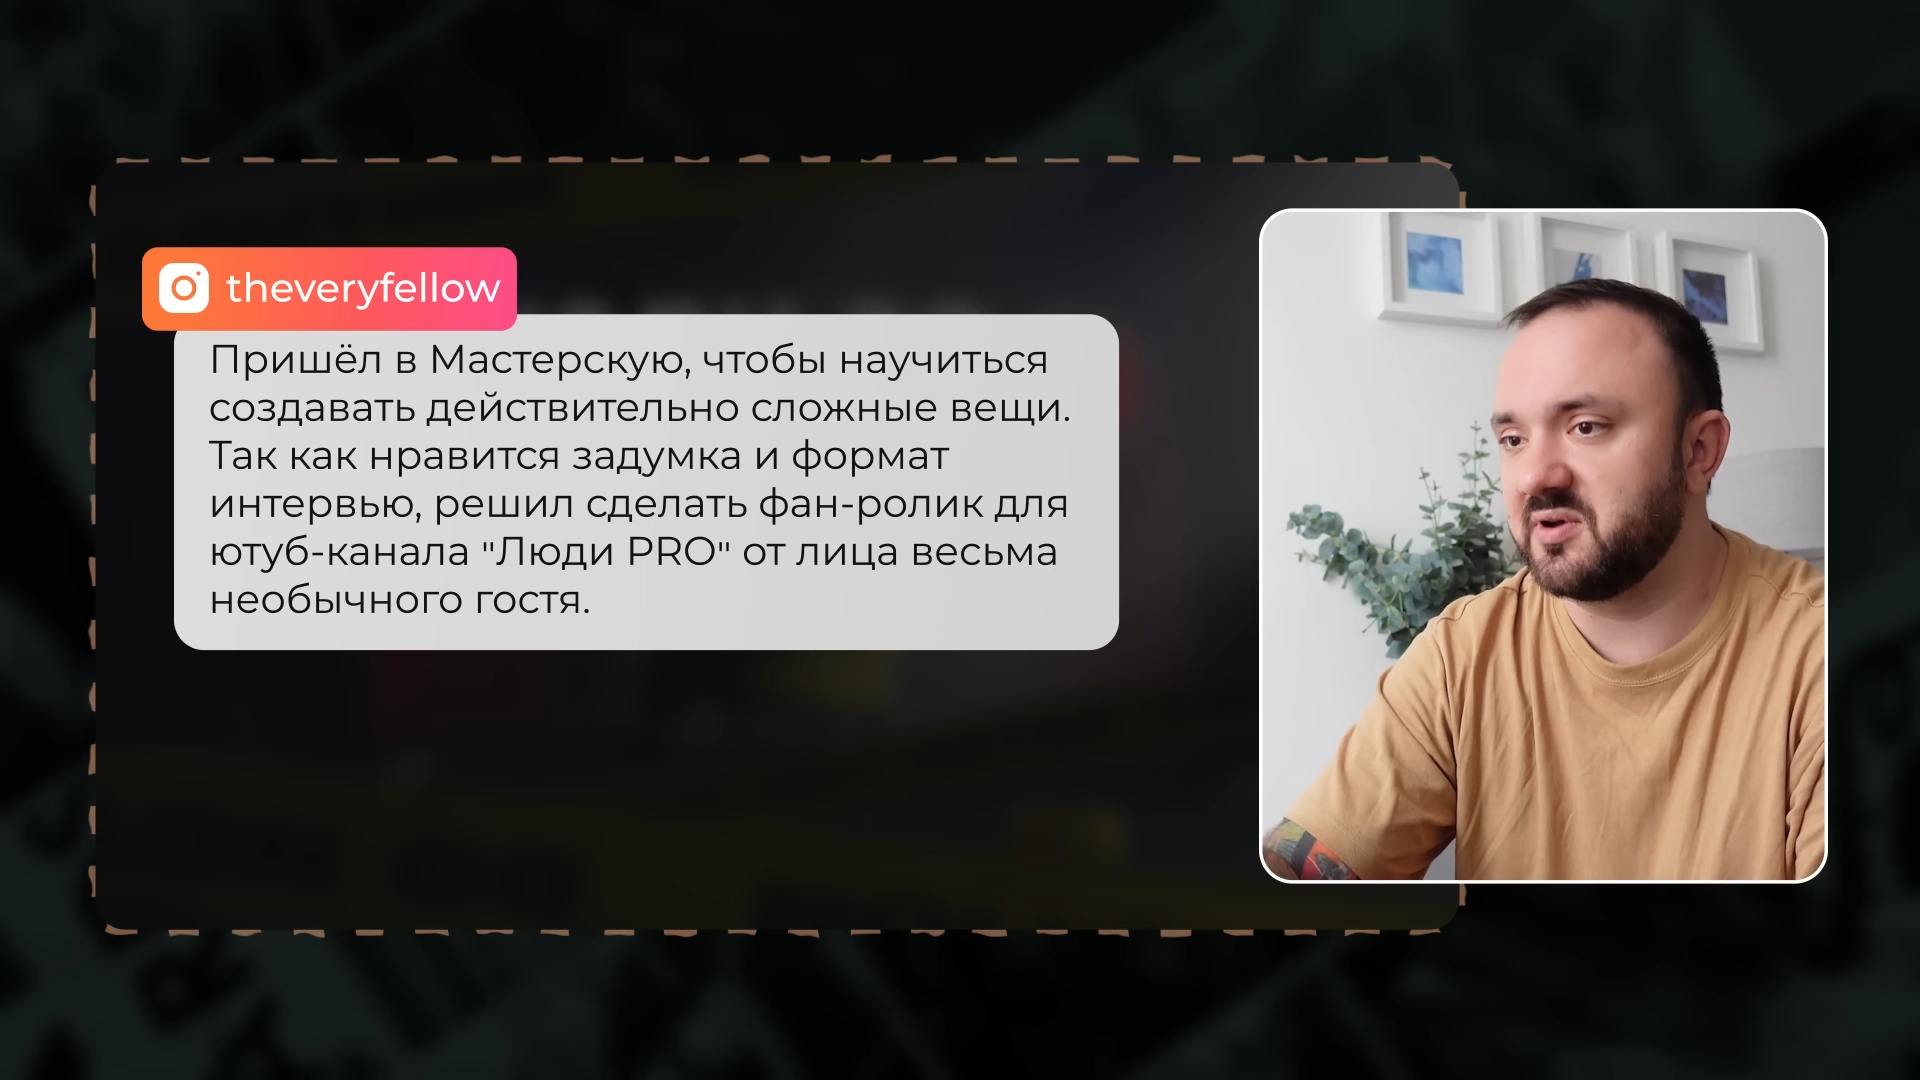 theveryfellow
Пришёл в Мастерскую, чтобы научиться
создавать действительно сложные вещи.
Так как нравится задумка и формат
интервью, решил сделать фан-ролик для
ютуб-канала "Люди PRO" от лица весьма
необычного гостя.